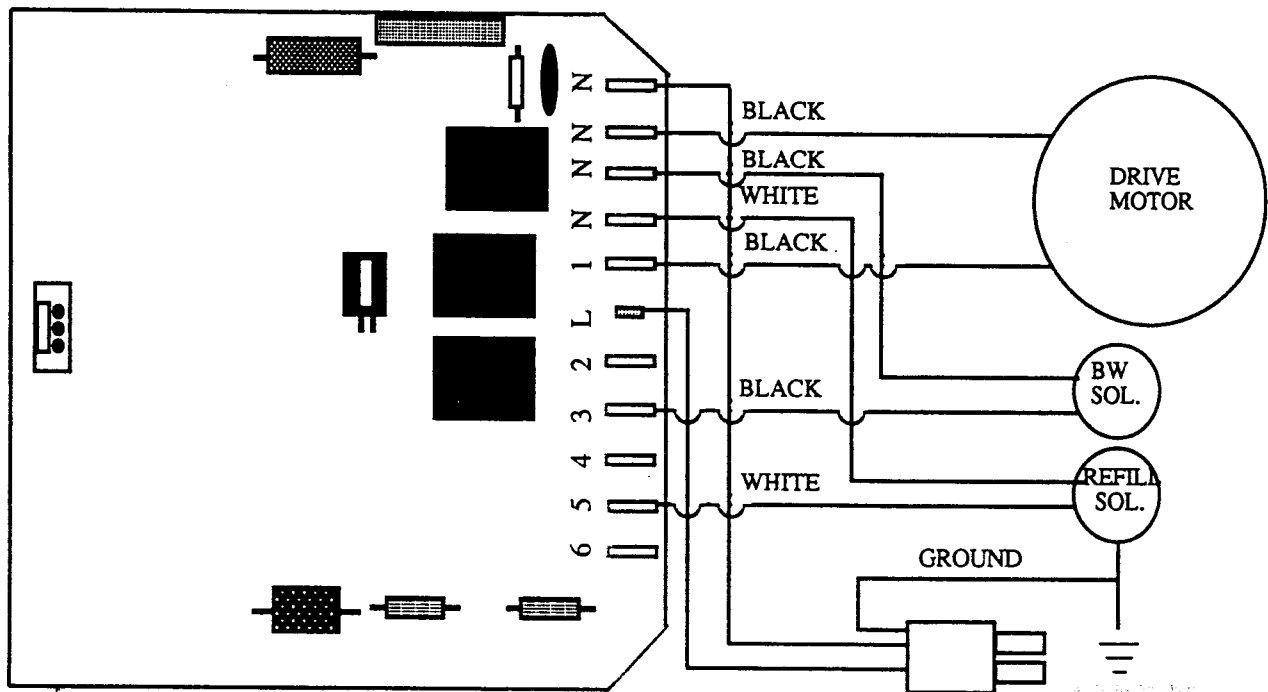 N
N
N
N
1
L
2
3
4
5
6
BLACK
BLACK
WHITE
BLACK
BLACK
WHITE
GROUND
DRIVE
MOTOR
BW
SOL.
REFILL
SOL.